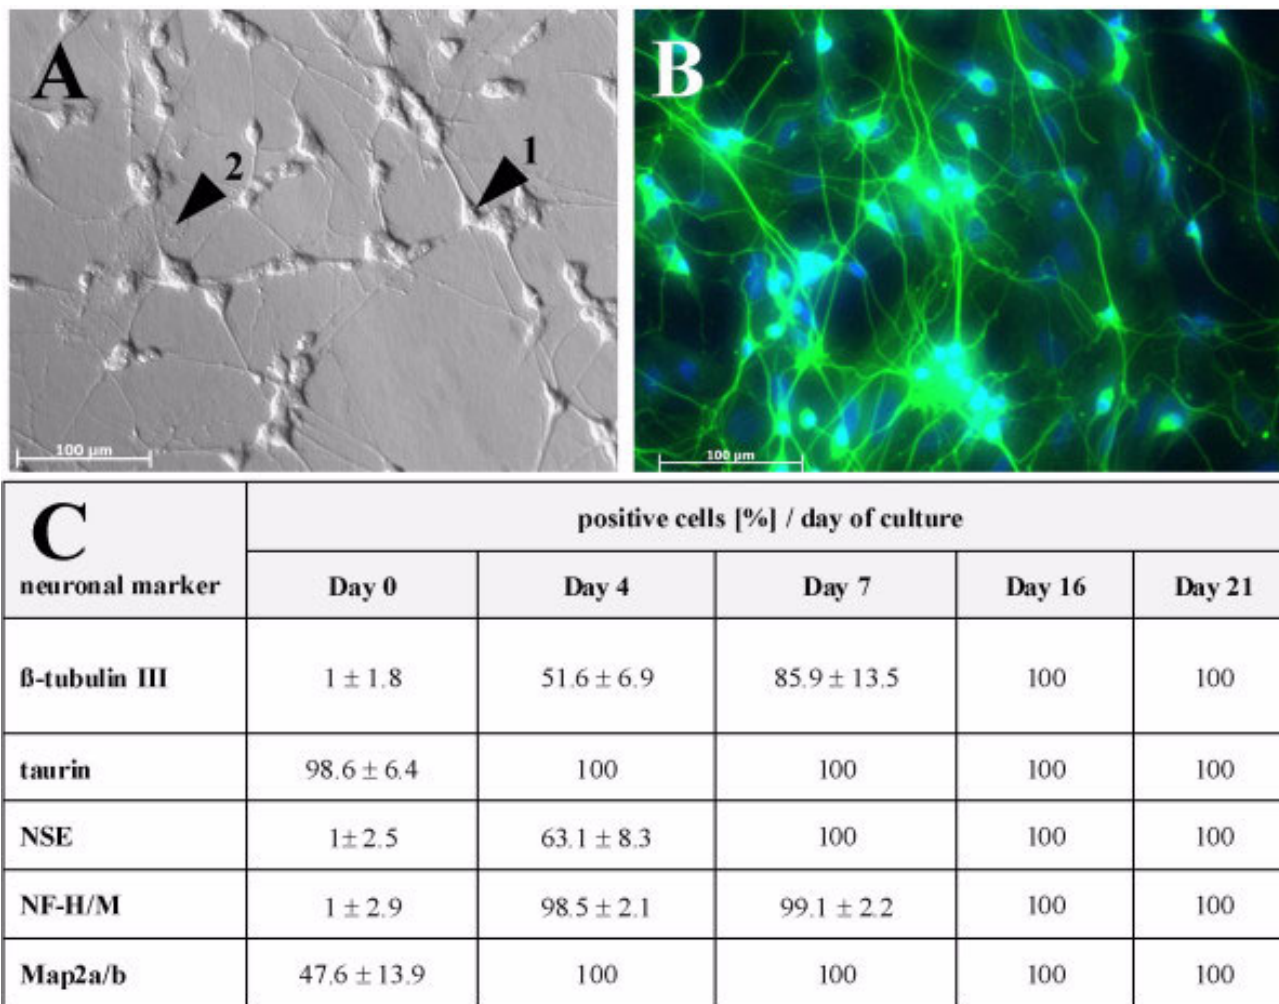 A
2
1
100 µm
B
100 µm
C
neuronal marker
positive cells [%] / day of culture
Day 0 Day 4 Day 7 Day 16 Day 21
ß-tubulin III 1 ± 1.8 51.6 ± 6.9 85.9 ± 13.5 100 100
taurin 98.6 ± 6.4 100 100 100 100
NSE 1± 2.5 63.1 ± 8.3 100 100 100
NF-H/M 1 ± 2.9 98.5 ± 2.1 99.1 ± 2.2 100 100
Map2a/b 47.6 ± 13.9 100 100 100 100